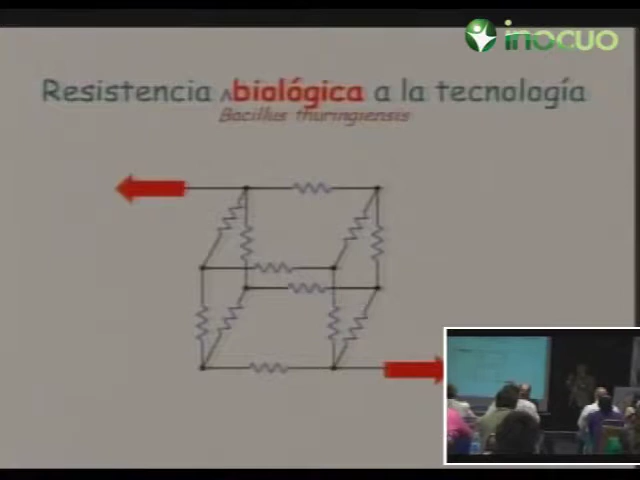 inocuo
Resistencia ^biológica a la tecnología
Bacillus thuringiensis